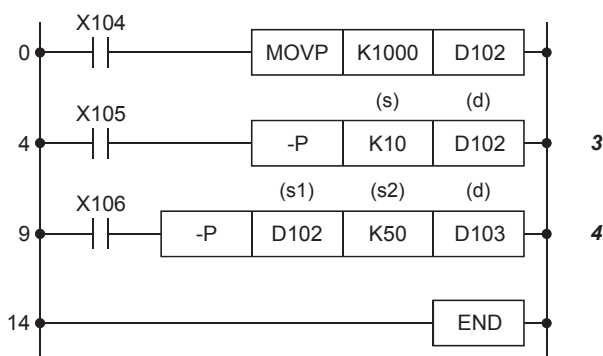 X104
0 MOVP K1000 D102
(s) (d)
X105
4 -P K10 D102 3
(s1) (s2) (d)
X106
9 -P D102 K50 D103 4
14 END